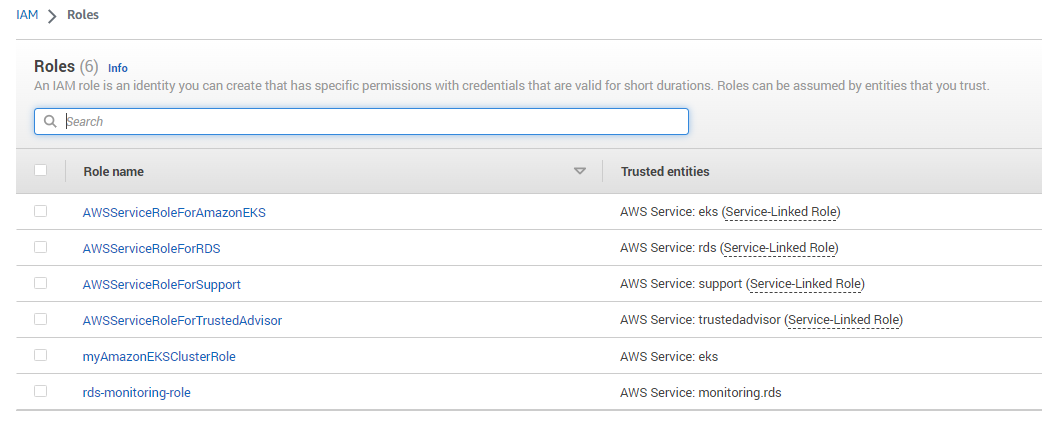 IAM > Roles
Roles (6) Info
An IAM role is an identity you can create that has specific permissions with credentials that are valid for short durations. Roles can be assumed by entities that you trust.
Search
Role name Trusted entities
AWSServiceRoleForAmazonEKS AWS Service: eks (Service-Linked Role)
AWSServiceRoleForRDS AWS Service: rds (Service-Linked Role)
AWSServiceRoleForSupport AWS Service: support (Service-Linked Role)
AWSServiceRoleForTrustedAdvisor AWS Service: trustedadvisor (Service-Linked Role)
myAmazonEKSClusterRole AWS Service: eks
rds-monitoring-role AWS Service: monitoring.rds